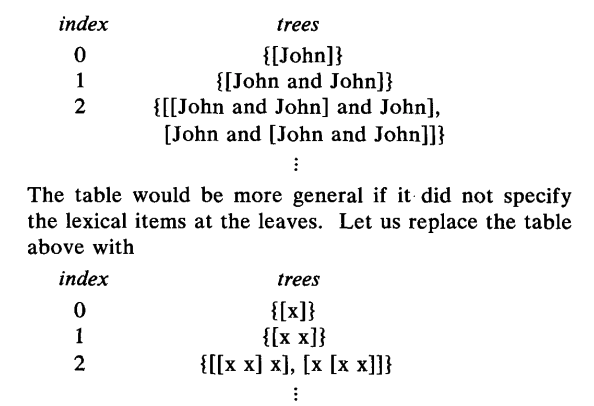 index trees
0 {[John]}
1 {[John and John]}
2 {[[John and John] and John],
[John and [John and John]]}
⋮
The table would be more general if it did not specify
the lexical items at the leaves. Let us replace the table
above with
index trees
0 {[x]}
1 {[x x]}
2 {[[x x] x], [x [x x]]}
⋮